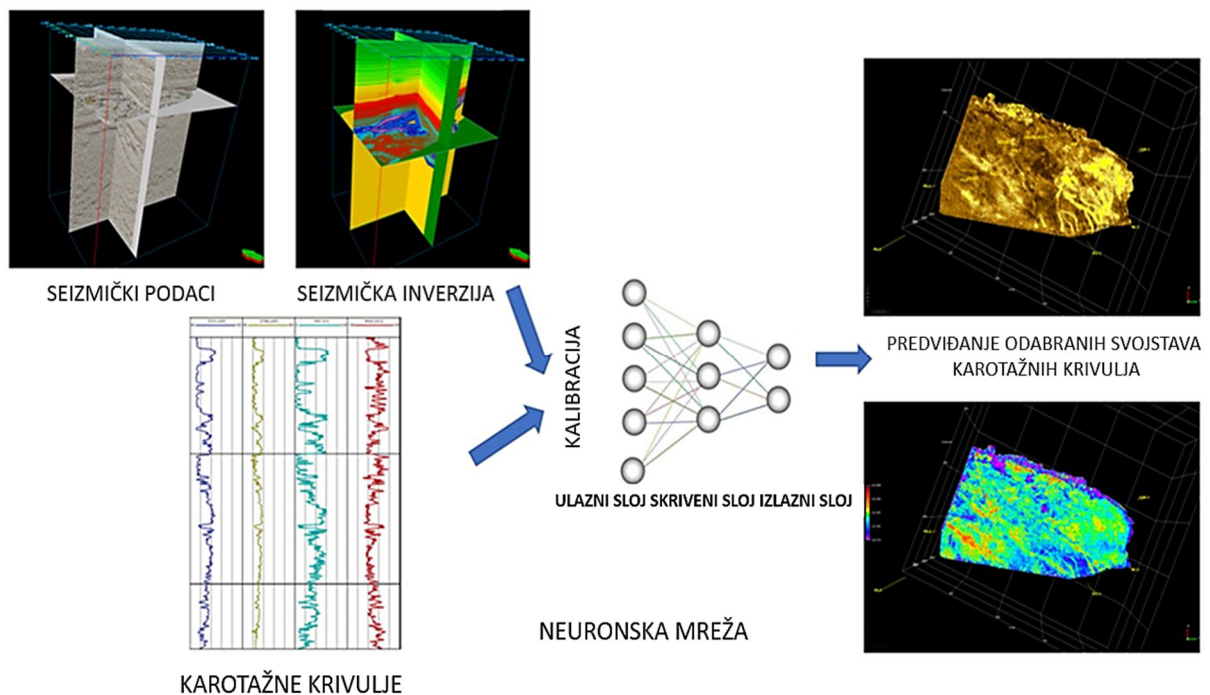 SEIZMIČKI PODACI
SEIZMIČKA INVERZIJA
KALIBRACIJA
ULAZNI SLOJ SKRIVENI SLOJ IZLAZNI SLOJ
PREDVIĐANJE ODABRANIH SVOJSTAVA
KAROTAŽNIH KRIVULJA
NEURONSKA MREŽA
KAROTAŽNE KRIVULJE